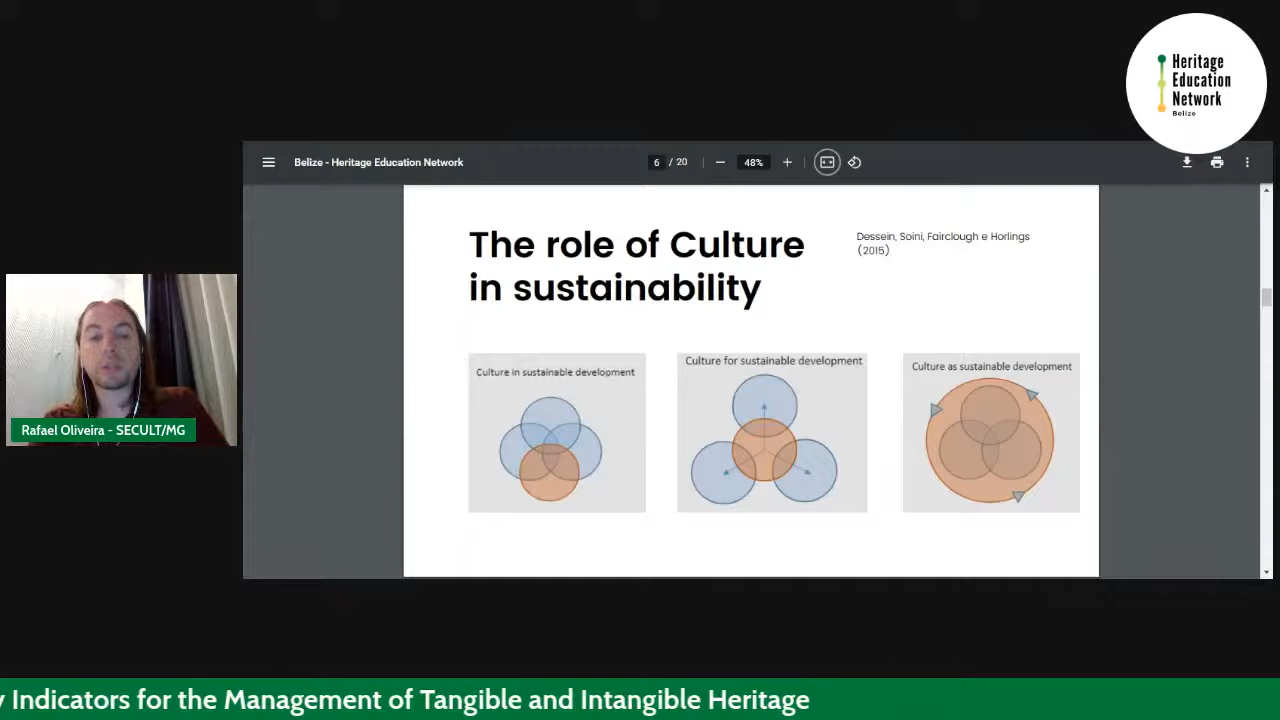 Heritage
Education
Network
Belize
Belize - Heritage Education Network
6 / 20
48%
The role of Culture
in sustainability
Dessein, Soini, Fairclough e Horlings
(2015)
Culture in sustainable development
Culture for sustainable development
Culture as sustainable development
Rafael Oliveira - SECULT/MG
Indicators for the Management of Tangible and Intangible Heritage